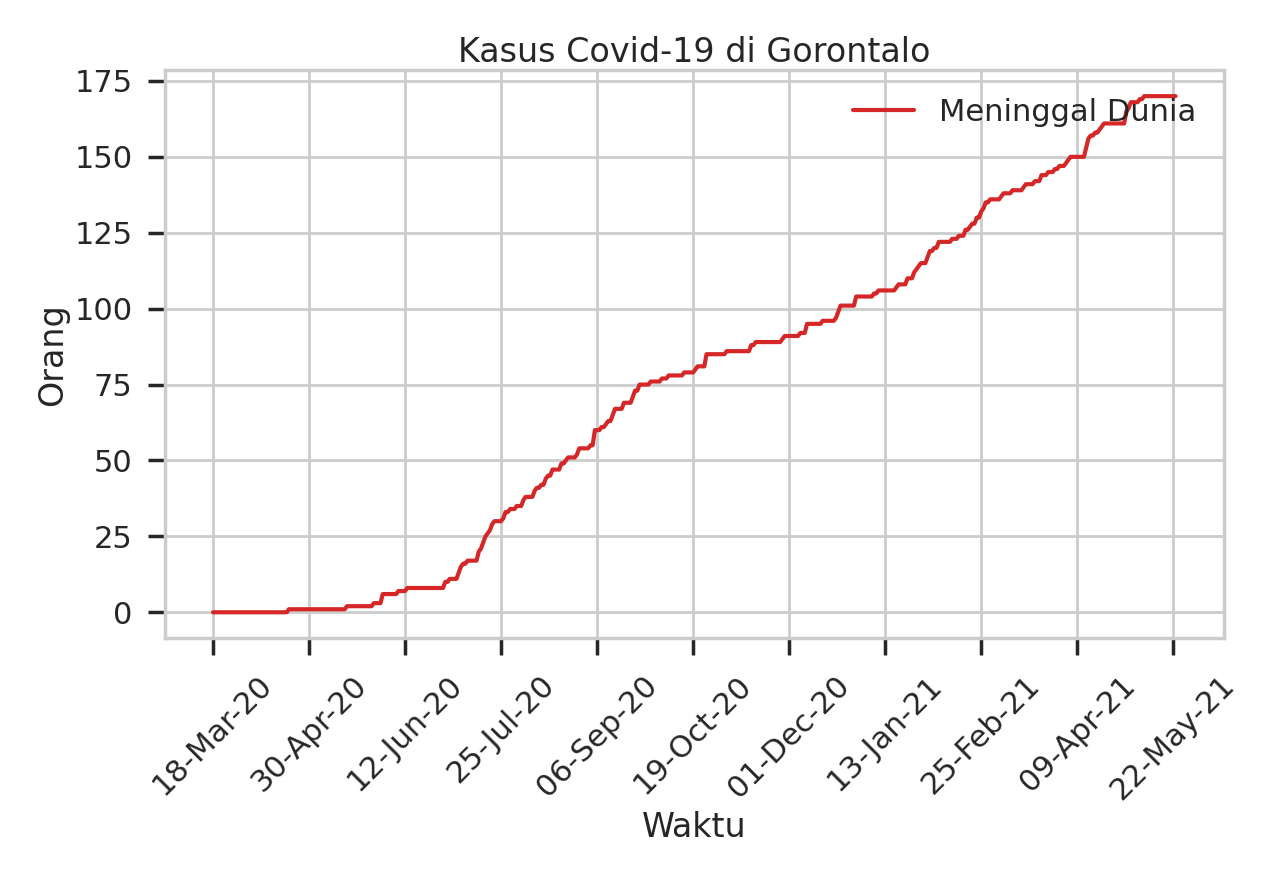 Kasus Covid-19 di Gorontalo
Meninggal Dunia
175
150
125
100
75
50
25
0
Orang
18-Mar-20
30-Apr-20
12-Jun-20
25-Jul-20
06-Sep-20
19-Oct-20
01-Dec-20
13-Jan-21
25-Feb-21
09-Apr-21
22-May-21
Waktu